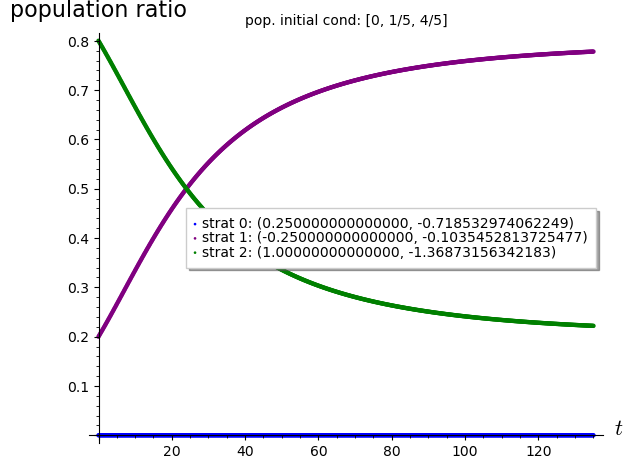 population ratio
pop. initial cond: [0, 1/5, 4/5]
0.8
0.7
0.6
0.5
0.4
0.3
0.2
0.1
strat 0: (0.250000000000000, -0.718532974062249)
strat 1: (-0.250000000000000, -0.1035452813725477)
strat 2: (1.00000000000000, -1.36873156342183)
20 40 60 80 100 120
t